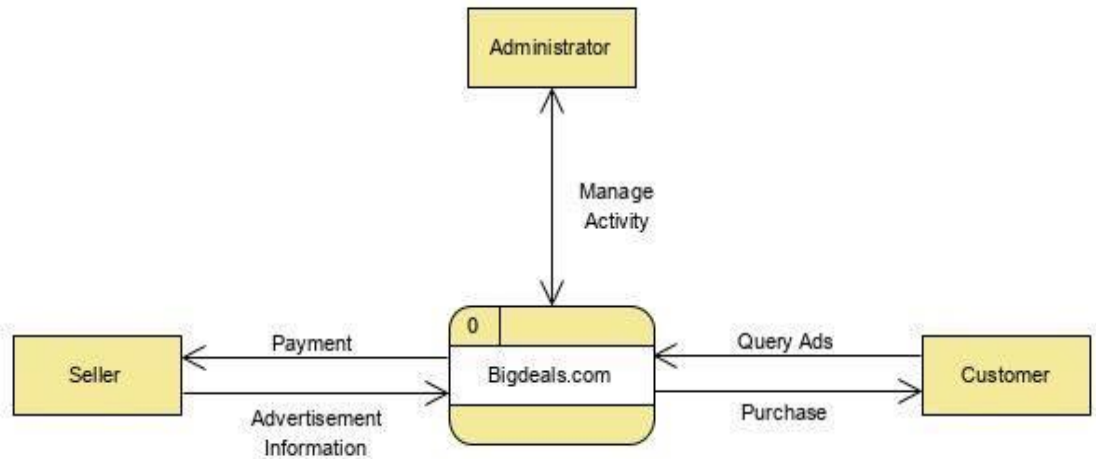 Administrator
Manage
Activity
0
Payment
Query Ads
Seller
Bigdeals.com
Customer
Advertisement
Information
Purchase